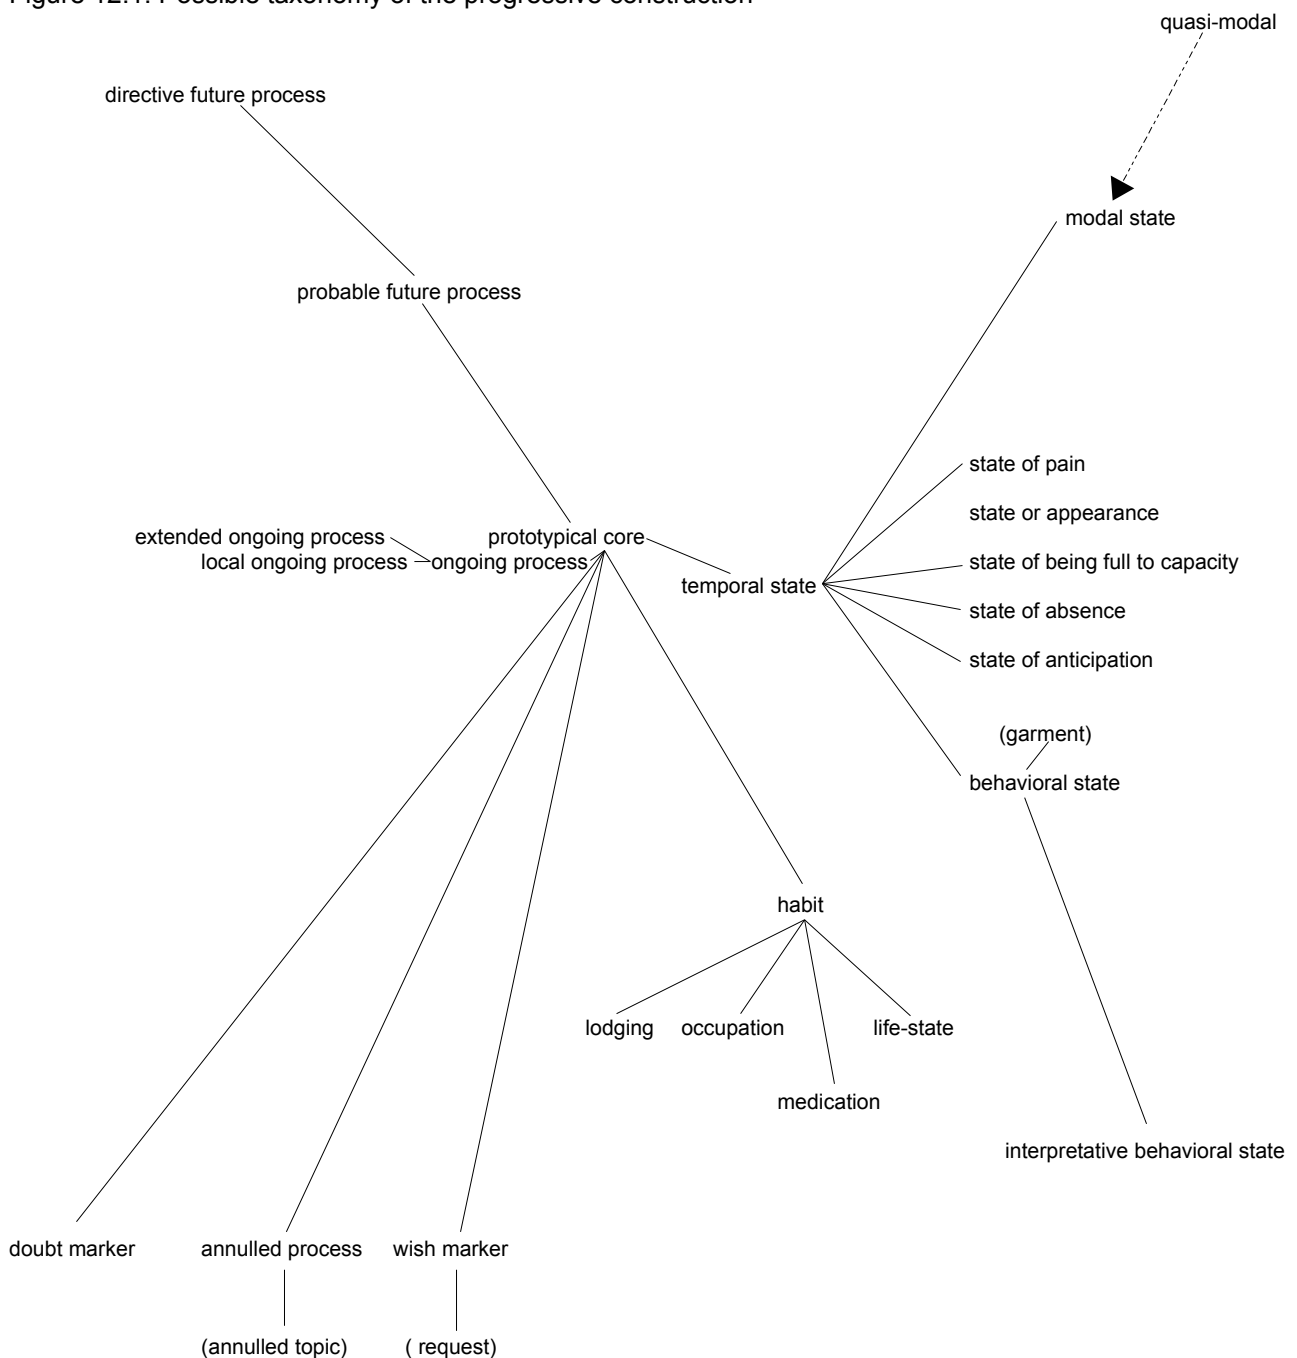 Figure 12.1: Possible taxonomy of the progressive construction
quasi-modal
directive future process
modal state
probable future process
state of pain
state or appearance
extended ongoing process
prototypical core
local ongoing process
ongoing process
state of being full to capacity
temporal state
state of absence
state of anticipation
(garment)
behavioral state
habit
lodging
occupation
life-state
medication
interpretative behavioral state
doubt marker
annulled process
wish marker
(annulled topic)
( request)